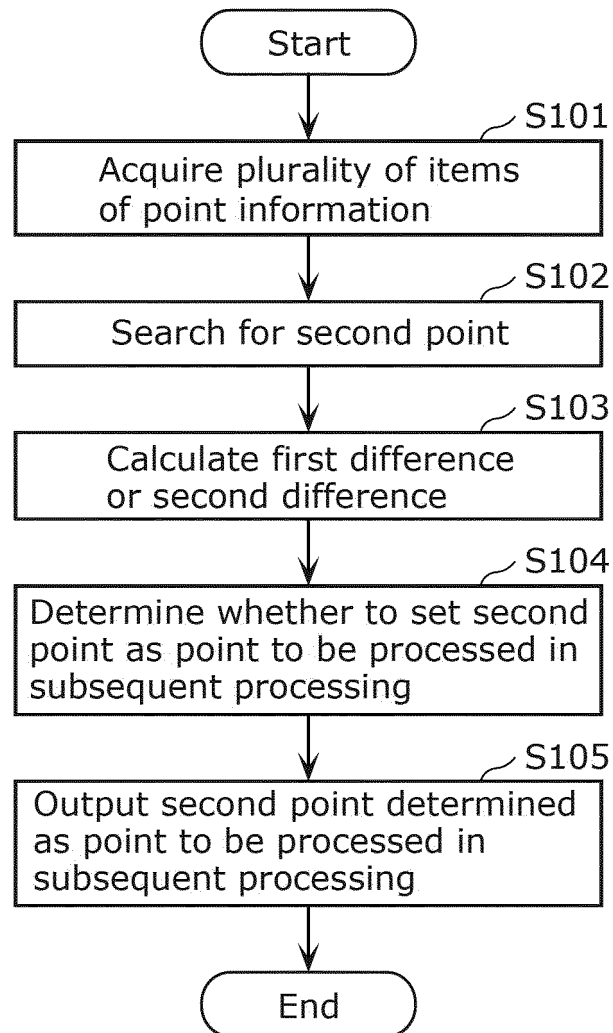 Start
S101
Acquire plurality of items
of point information
S102
Search for second point
S103
Calculate first difference
or second difference
S104
Determine whether to set second
point as point to be processed in
subsequent processing
S105
Output second point determined
as point to be processed in
subsequent processing
End